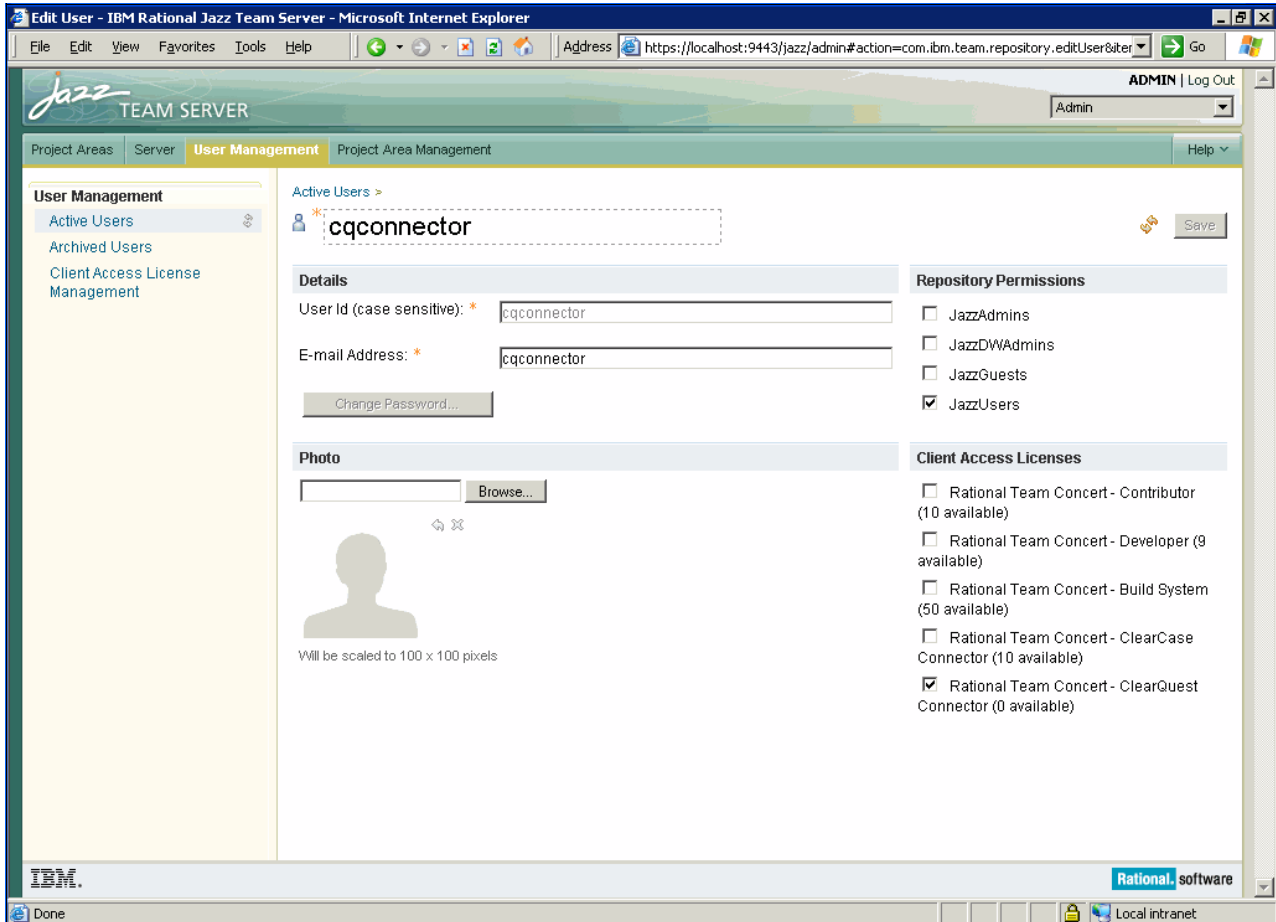 Edit User - IBM Rational Jazz Team Server - Microsoft Internet Explorer
File Edit View Favorites Tools Help
Address https://localhost:9443/jazz/admin#action=com.ibm.team.repository.editUser&iter Go
jazz TEAM SERVER
ADMIN | Log Out
Admin
Project Areas Server User Management Project Area Management Help
User Management
Active Users
Archived Users
Client Access License
Management
Active Users >
* cqconnector
Save
Details
User Id (case sensitive): * cqconnector
E-mail Address: * cqconnector
Change Password...
Repository Permissions
JazzAdmins
JazzDWAdmins
JazzGuests
JazzUsers
Photo
Browse...
Will be scaled to 100 x 100 pixels
Client Access Licenses
Rational Team Concert - Contributor
(10 available)
Rational Team Concert - Developer (9
available)
Rational Team Concert - Build System
(50 available)
Rational Team Concert - ClearCase
Connector (10 available)
Rational Team Concert - ClearQuest
Connector (0 available)
IBM.
Rational. software
Done
Local intranet